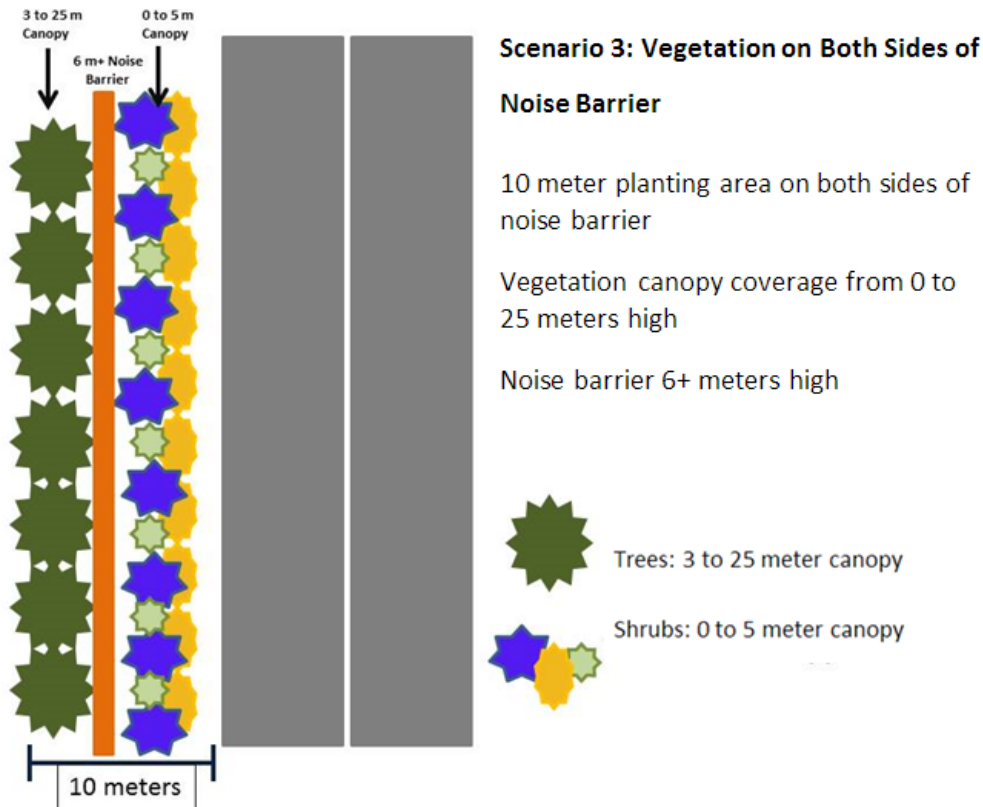 3 to 25 m
Canopy
0 to 5 m
Canopy
6 m+ Noise
Barrier
10 meters
Scenario 3: Vegetation on Both Sides of
Noise Barrier
10 meter planting area on both sides of
noise barrier
Vegetation canopy coverage from 0 to
25 meters high
Noise barrier 6+ meters high
Trees: 3 to 25 meter canopy
Shrubs: 0 to 5 meter canopy